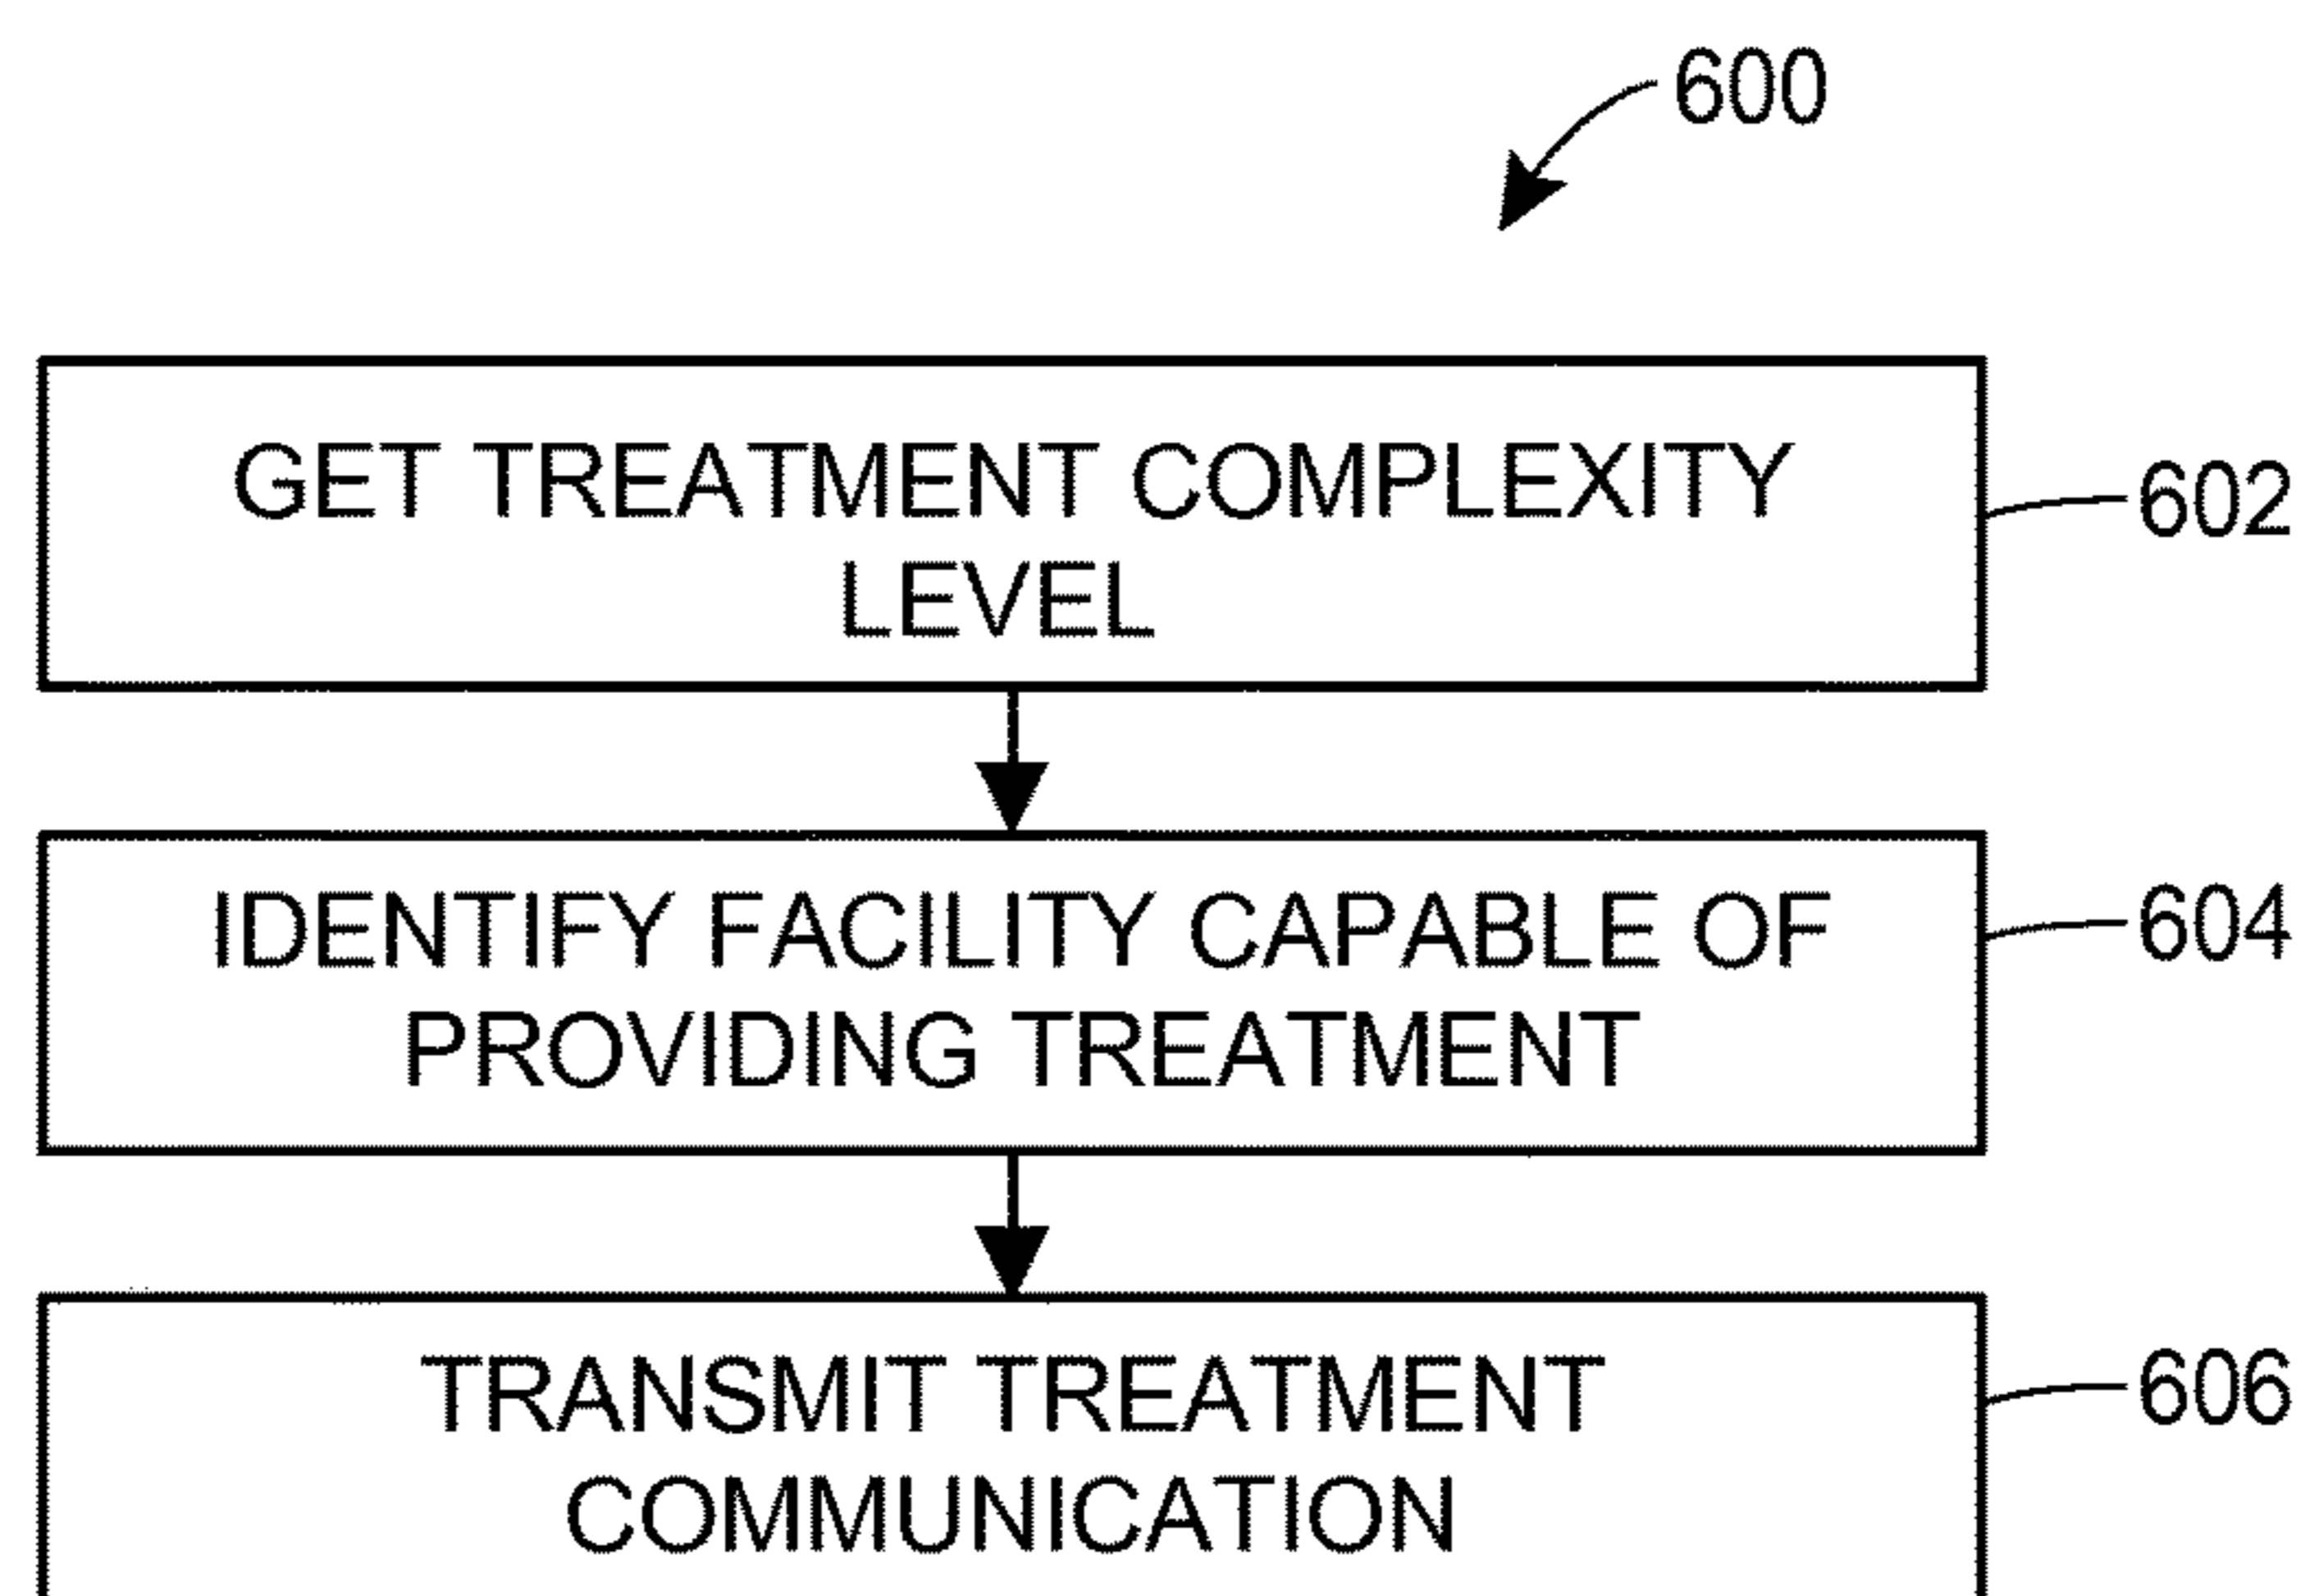 600
GET TREATMENT COMPLEXITY
LEVEL
602
IDENTIFY FACILITY CAPABLE OF
PROVIDING TREATMENT
604
TRANSMIT TREATMENT
COMMUNICATION
606